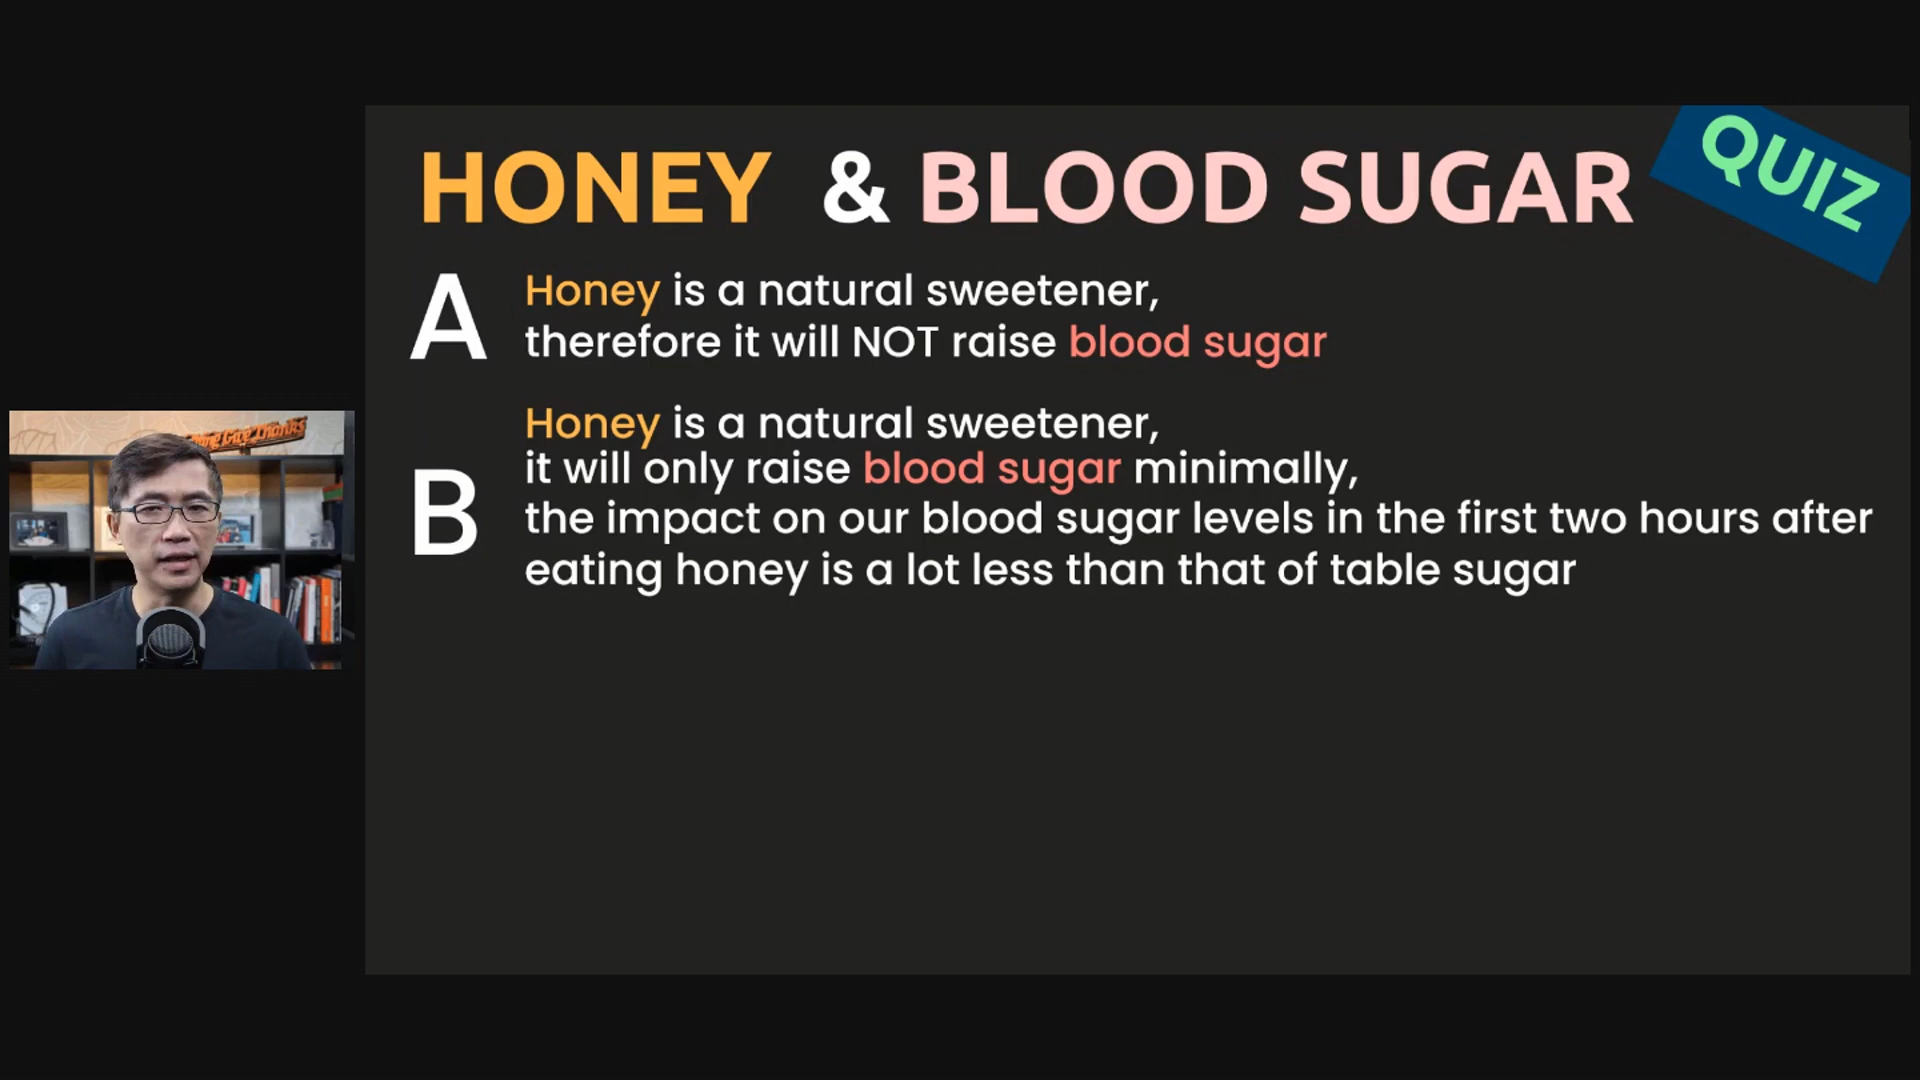 HONEY & BLOOD SUGAR
QUIZ
A
Honey is a natural sweetener,
therefore it will NOT raise blood sugar
B
Honey is a natural sweetener,
it will only raise blood sugar minimally,
the impact on our blood sugar levels in the first two hours after
eating honey is a lot less than that of table sugar
Give Thanks